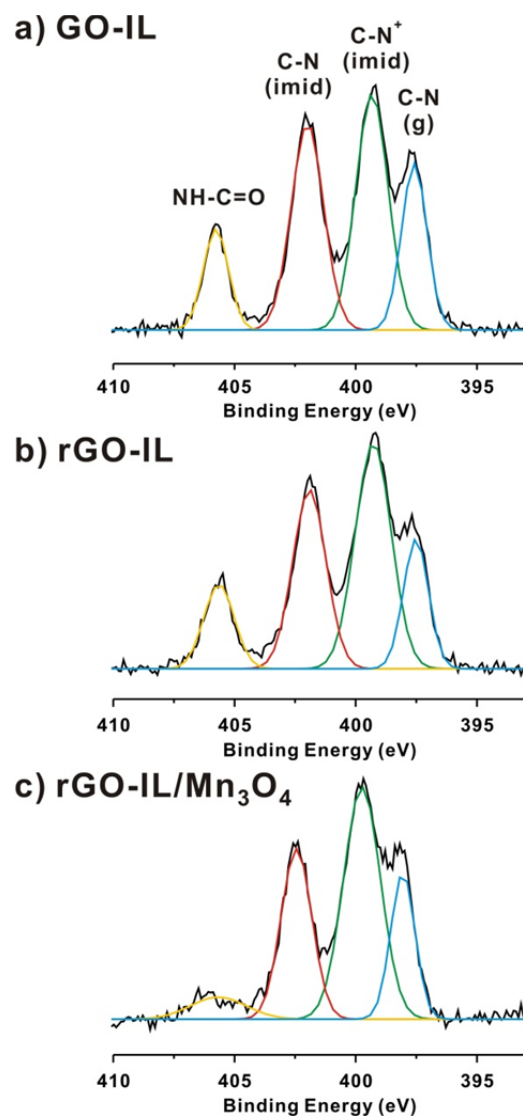 a) GO-IL
C-N⁺
C-N (imid)
(imid) C-N
(g)
NH-C=O
410 405 400 395
Binding Energy (eV)
b) rGO-IL
410 405 400 395
Binding Energy (eV)
c) rGO-IL/Mn₃O₄
410 405 400 395
Binding Energy (eV)